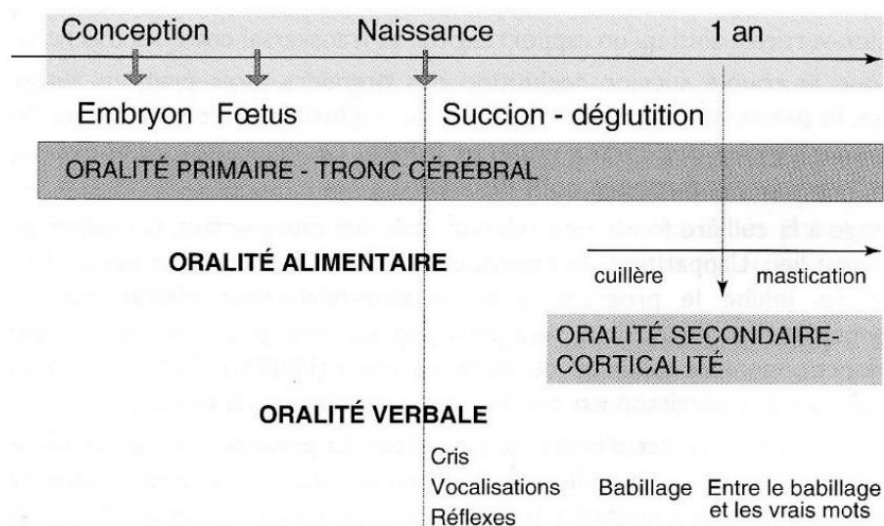 Conception Naissance 1 an
Embryon Fœtus Succion - déglutition
ORALITÉ PRIMAIRE - TRONC CÉRÉBRAL
ORALITÉ ALIMENTAIRE
cuillère mastication
ORALITÉ SECONDAIRE-
CORTICALITÉ
ORALITÉ VERBALE
Cris
Vocalisations Babillage Entre le babillage
et les vrais mots
Réflexes